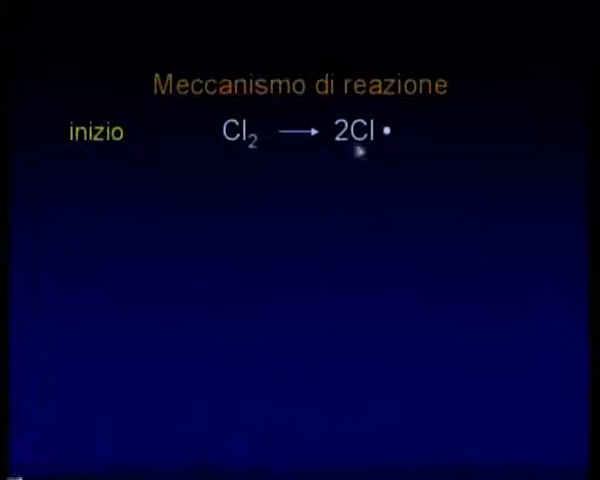 Meccanismo di reazione
inizio Cl₂ → 2Cl •